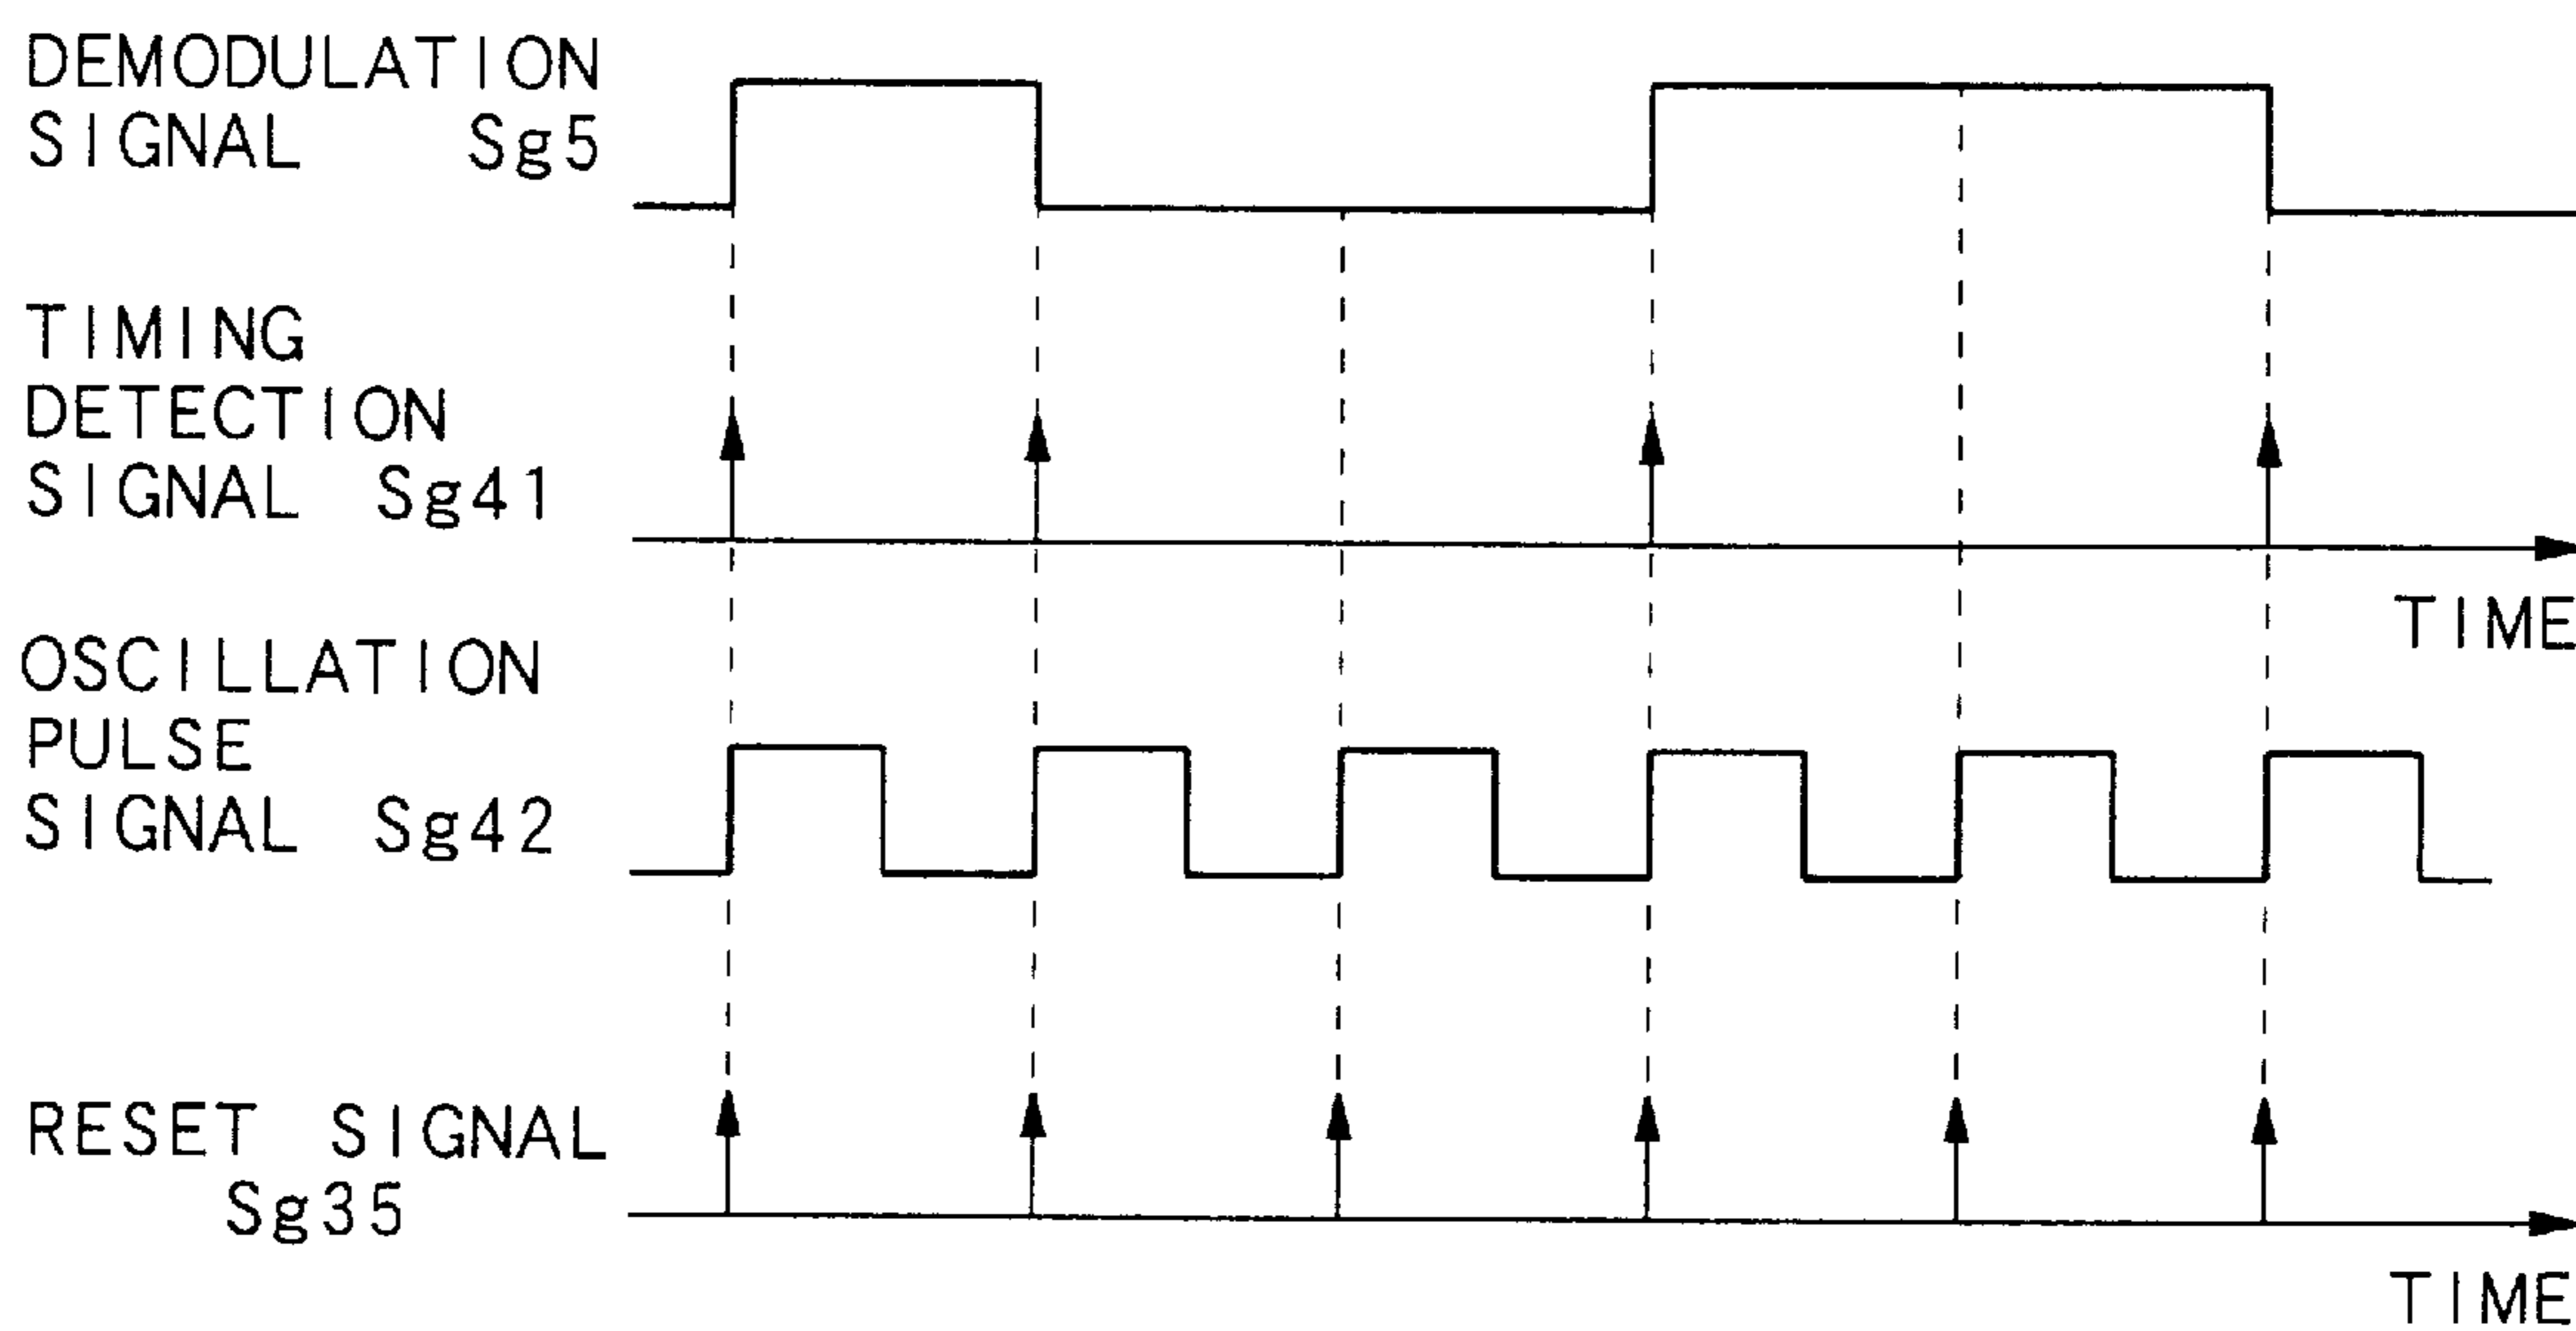 DEMODULATION
SIGNAL Sg5
TIMING
DETECTION
SIGNAL Sg41
TIME
OSCILLATION
PULSE
SIGNAL Sg42
RESET SIGNAL
Sg35
TIME